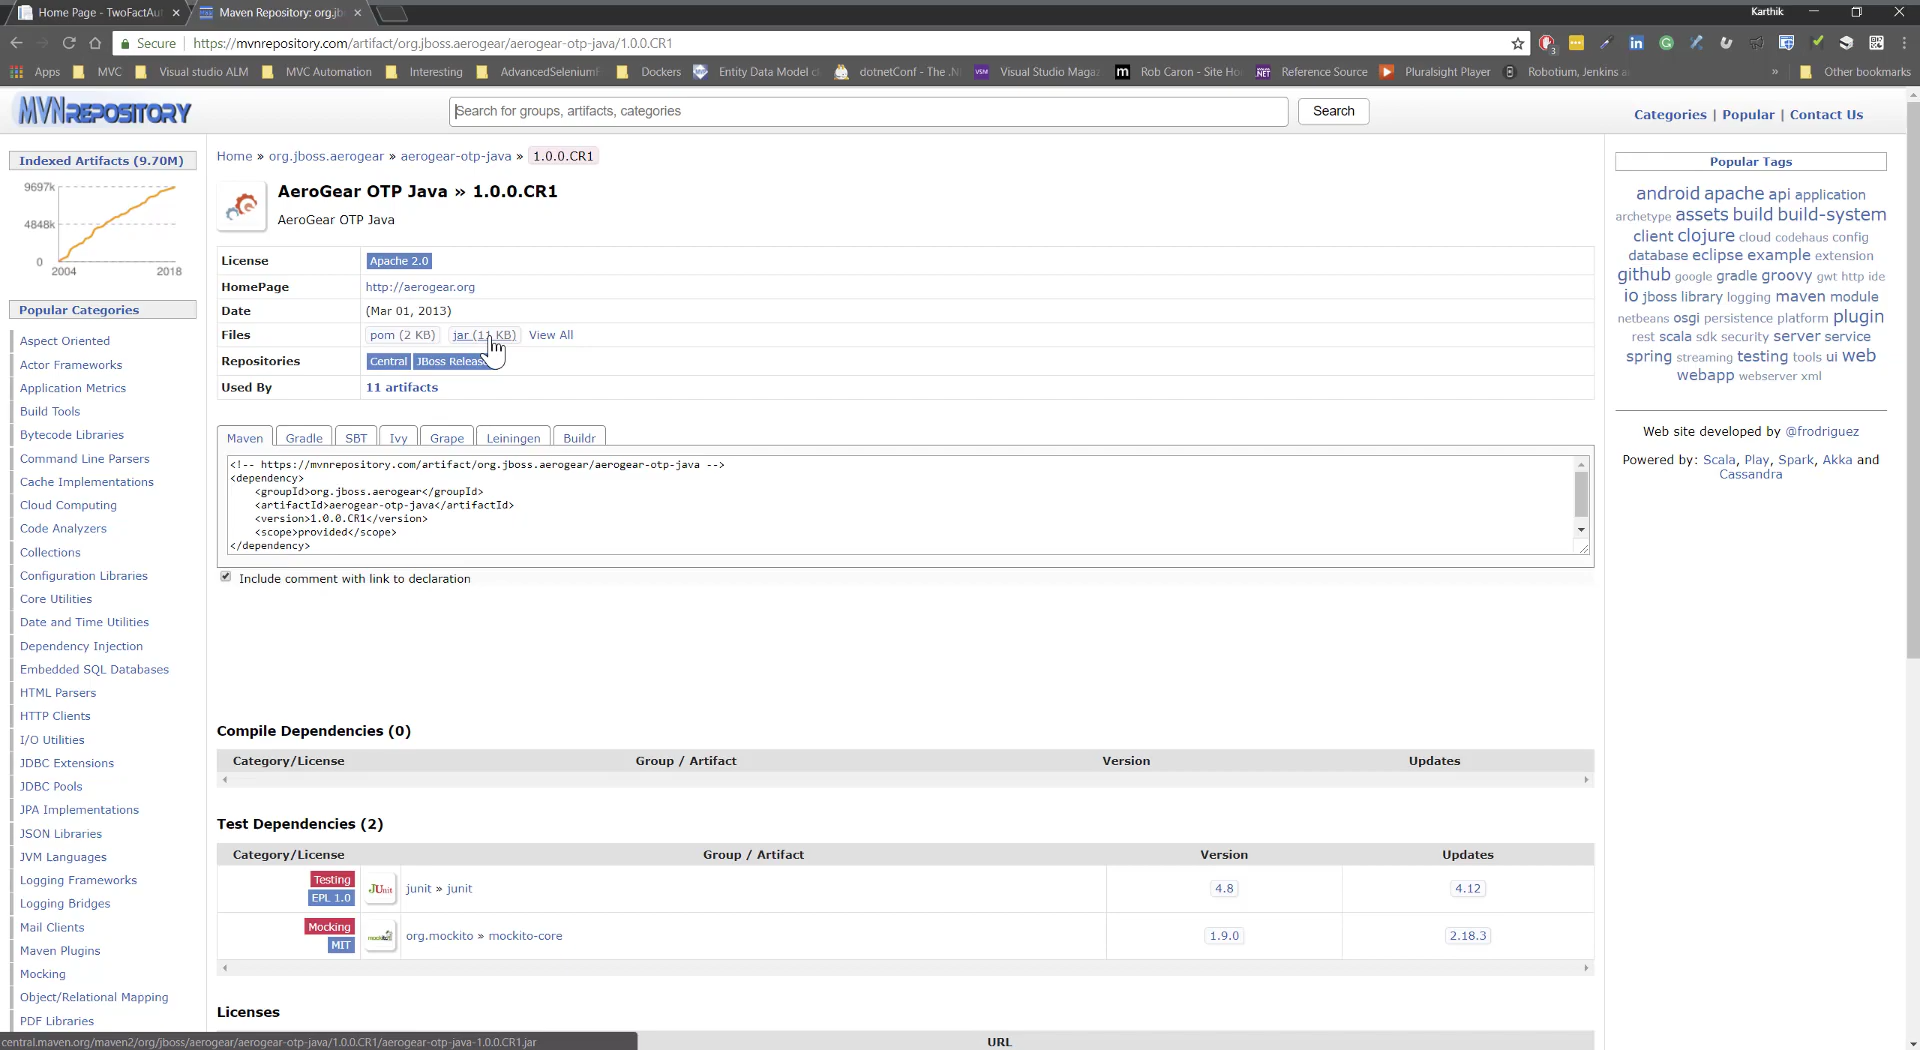 Home Page - TwoFactAut
Maven Repository: org.jb
Karthik
Secure
https://mvnrepository.com/artifact/org.jboss.aerogear/aerogear-otp-java/1.0.0.CR1
Apps
MVC
Visual studio ALM
MVC Automation
Interesting
AdvancedSelenium
Dockers
Entity Data Model
dotnetConf - The .N
Visual Studio Magaz
Rob Caron - Site Ho
Reference Source
Pluralsight Player
Robotium, Jenkins a
»
Other bookmarks
MVNREPOSITORY
Search for groups, artifacts, categories
Search
Categories | Popular | Contact Us
Indexed Artifacts (9.70M)
9697k
4848k
0
2004
2018
Popular Categories
Aspect Oriented
Actor Frameworks
Application Metrics
Build Tools
Bytecode Libraries
Command Line Parsers
Cache Implementations
Cloud Computing
Code Analyzers
Collections
Configuration Libraries
Core Utilities
Date and Time Utilities
Dependency Injection
Embedded SQL Databases
HTML Parsers
HTTP Clients
I/O Utilities
JDBC Extensions
JDBC Pools
JPA Implementations
JSON Libraries
JVM Languages
Logging Frameworks
Logging Bridges
Mail Clients
Maven Plugins
Mocking
Object/Relational Mapping
PDF Libraries
Home » org.jboss.aerogear » aerogear-otp-java » 1.0.0.CR1
AeroGear OTP Java » 1.0.0.CR1
AeroGear OTP Java
License
Apache 2.0
HomePage
http://aerogear.org
Date
(Mar 01, 2013)
Files
pom (2 KB)
jar (11 KB)
View All
Repositories
Central
JBoss Releas
Used By
11 artifacts
Maven
Gradle
SBT
Ivy
Grape
Leiningen
Buildr
<!-- https://mvnrepository.com/artifact/org.jboss.aerogear/aerogear-otp-java -->
<dependency>
<groupId>org.jboss.aerogear</groupId>
<artifactId>aerogear-otp-java</artifactId>
<version>1.0.0.CR1</version>
<scope>provided</scope>
</dependency>
Include comment with link to declaration
Compile Dependencies (0)
Category/License
Group / Artifact
Version
Updates
Test Dependencies (2)
Category/License
Group / Artifact
Version
Updates
Testing
EPL 1.0
JUnit
junit » junit
4.8
4.12
Mocking
MIT
mockito
org.mockito » mockito-core
1.9.0
2.18.3
Licenses
URL
Popular Tags
android apache api application
archetype assets build build-system
client clojure cloud codehaus config
database eclipse example extension
github google gradle groovy gwt http ide
io jboss library logging maven module
netbeans osgi persistence platform plugin
rest scala sdk security server service
spring streaming testing tools ui web
webapp webserver xml
Web site developed by @frodriguez
Powered by: Scala, Play, Spark, Akka and
Cassandra
central.maven.org/maven2/org/jboss/aerogear/aerogear-otp-java/1.0.0.CR1/aerogear-otp-java-1.0.0.CR1.jar